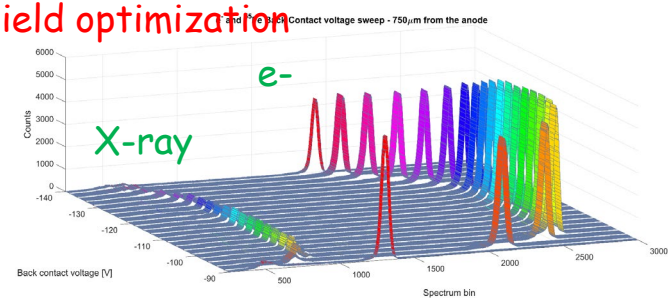 ield optimization
e- and 55Fe Back Contact voltage sweep - 750μm from the anode
e-
X-ray
Counts
6000
5000
4000
3000
2000
1000
0
-140
-130
-120
-110
-100
-90
Back contact voltage [V]
500
1000
1500
2000
2500
3000
Spectrum bin